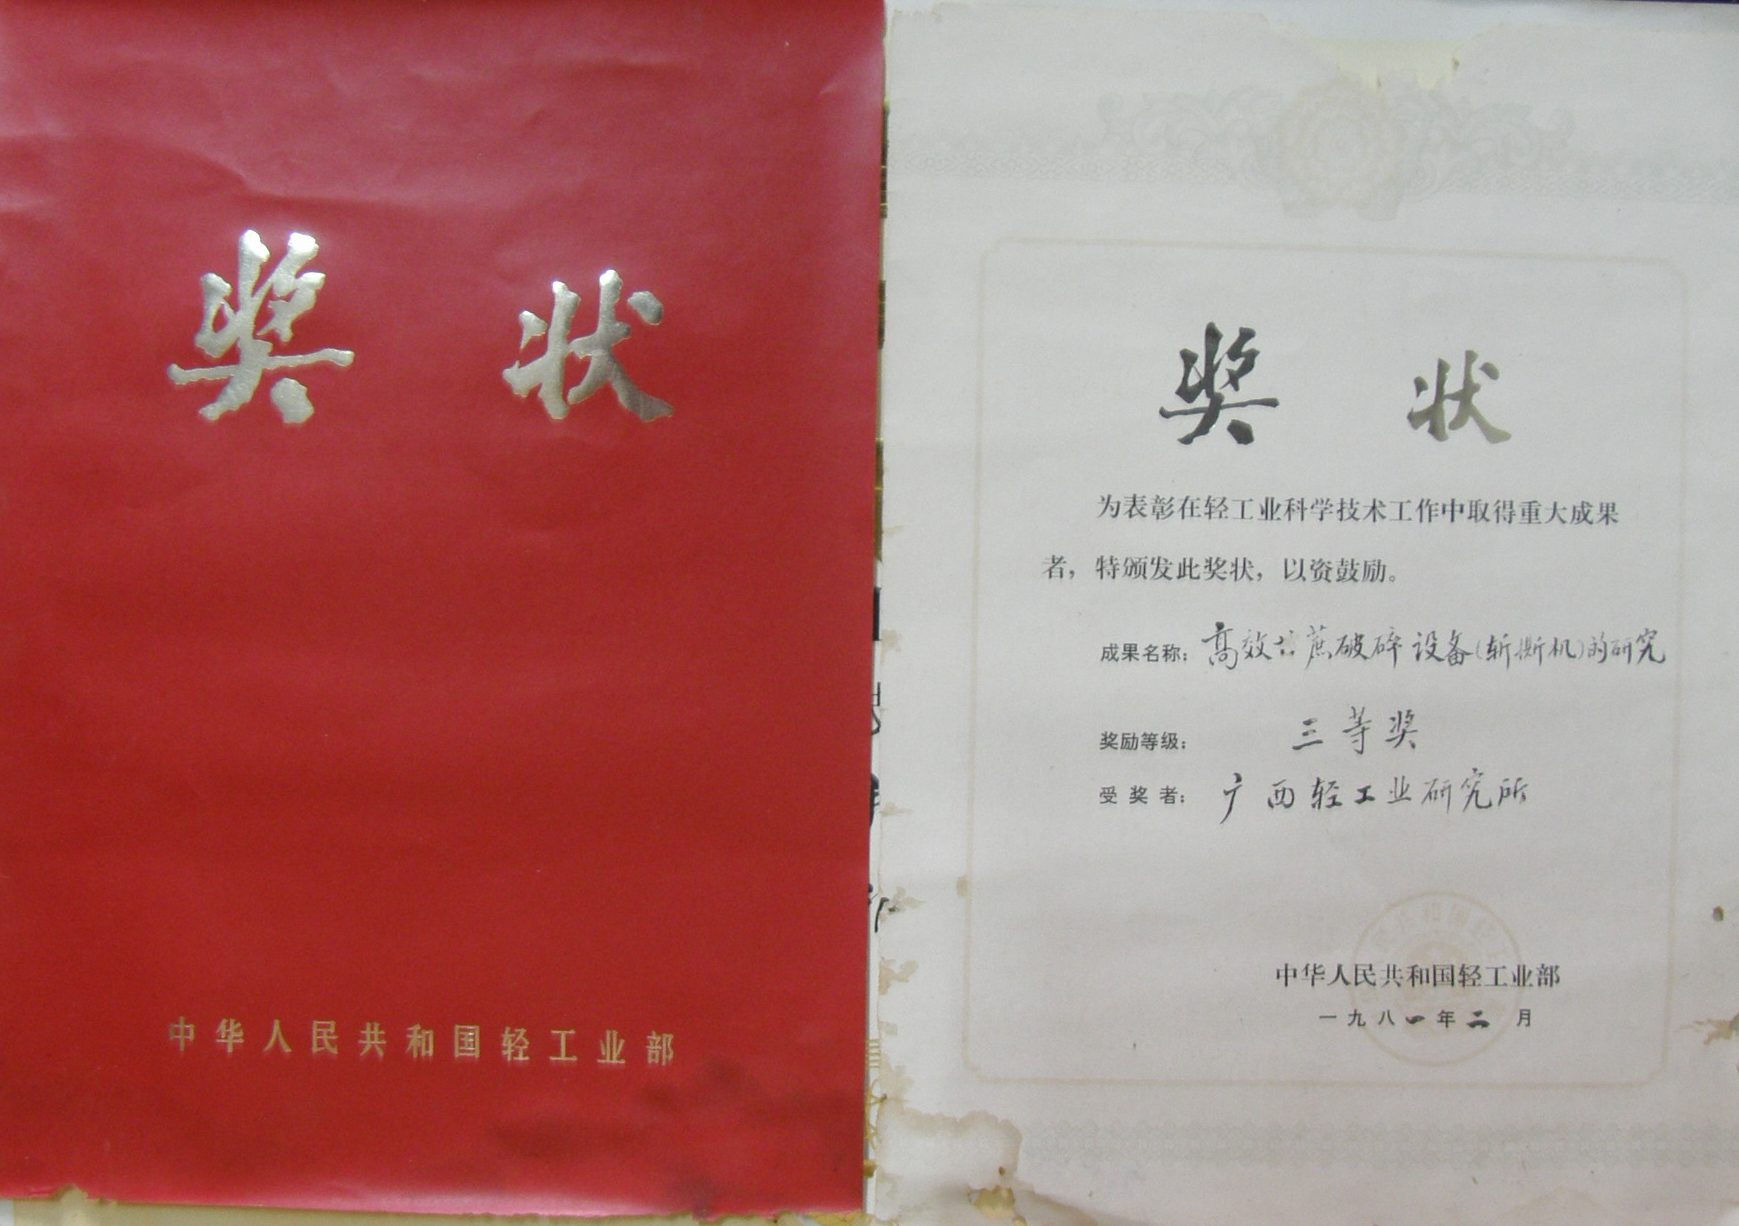 奖 状
中华人民共和国轻工业部
奖 状
为表彰在轻工业科学技术工作中取得重大成果
者，特颁发此奖状，以资鼓励。
成果名称：高效甘蔗破碎设备（斩撕机）的研究
奖励等级：三等奖
受奖者：广西轻工业研究所
中华人民共和国轻工业部
一九八一年二月